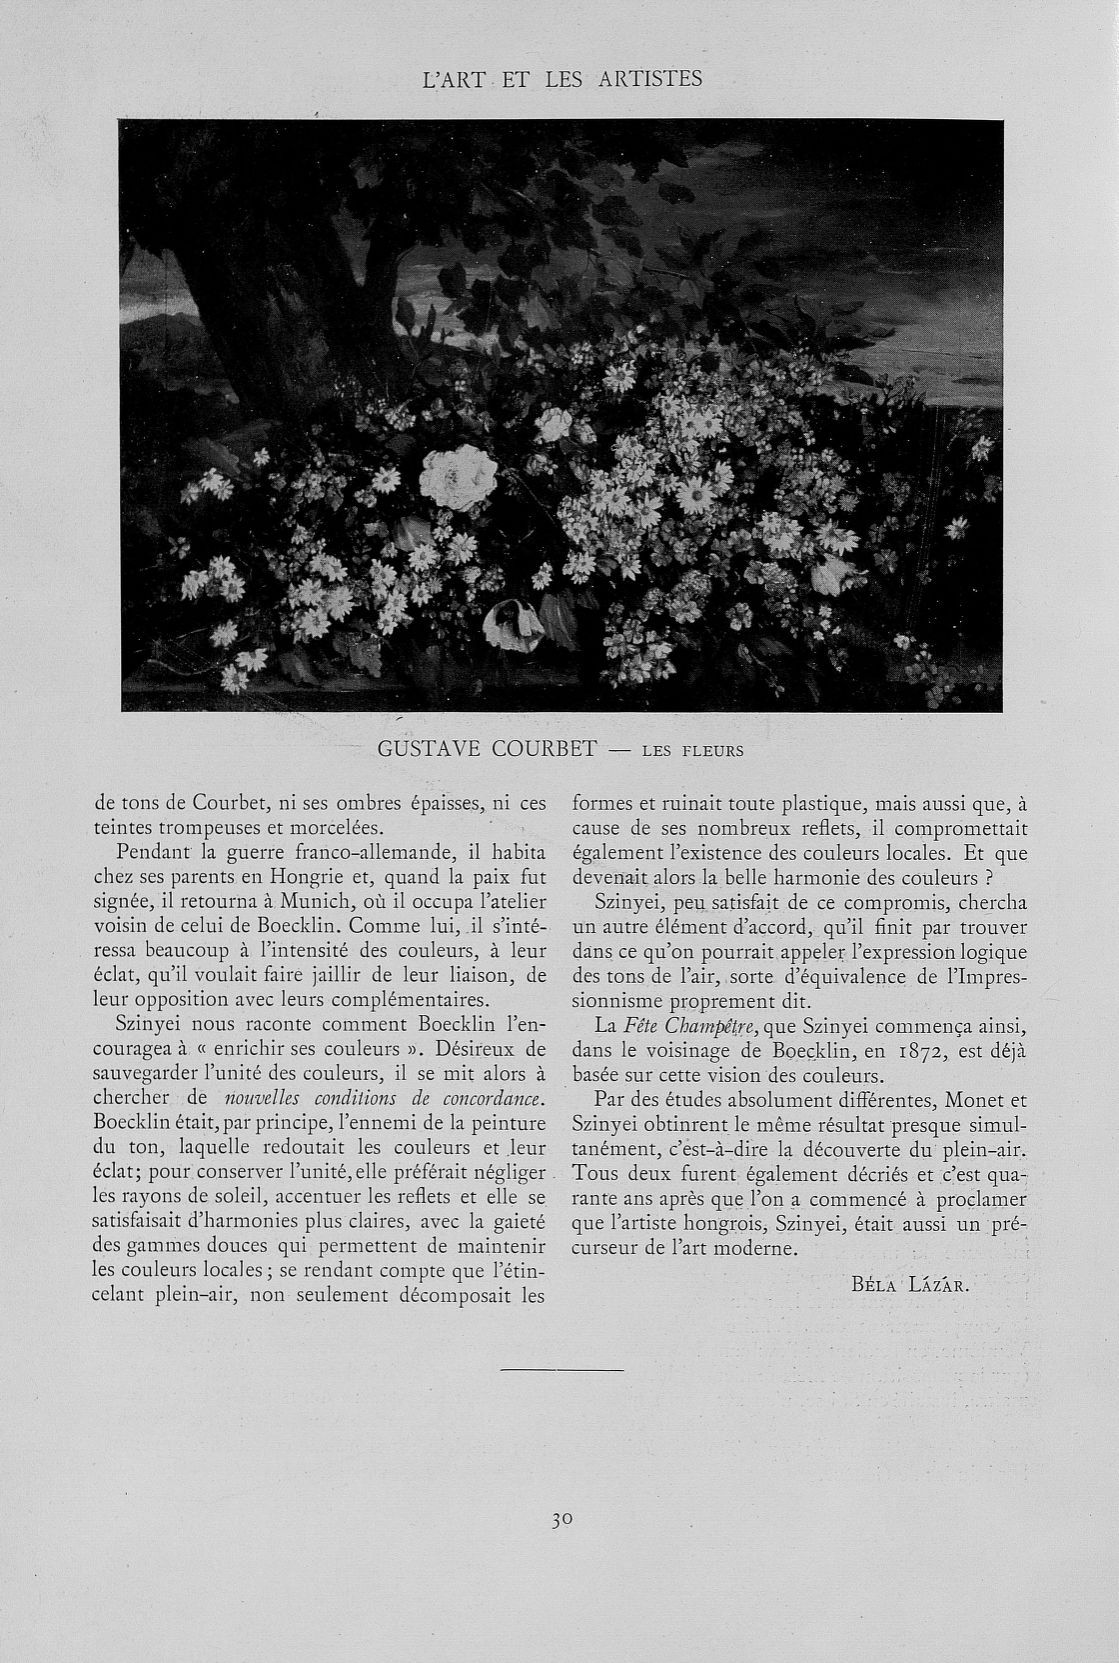 L'ART ET LES ARTISTES
GUSTAVE COURBET — LES FLEURS
de tons de Courbet, ni ses ombres épaisses, ni ces
teintes trompeuses et morcelées.
Pendant la guerre franco-allemande, il habita
chez ses parents en Hongrie et, quand la paix fut
signée, il retourna à Munich, où il occupa l'atelier
voisin de celui de Boecklin. Comme lui, il s'inté-
ressa beaucoup à l'intensité des couleurs, à leur
éclat, qu'il voulait faire jaillir de leur liaison, de
leur opposition avec leurs complémentaires.
Szinyei nous raconte comment Boecklin l'en-
couragea à « enrichir ses couleurs ». Désireux de
sauvegarder l'unité des couleurs, il se mit alors à
chercher de nouvelles conditions de concordance.
Boecklin était, par principe, l'ennemi de la peinture
du ton, laquelle redoutait les couleurs et leur
éclat; pour conserver l'unité, elle préférait négliger
les rayons de soleil, accentuer les reflets et elle se
satisfaisait d'harmonies plus claires, avec la gaieté
des gammes douces qui permettent de maintenir
les couleurs locales; se rendant compte que l'étin-
celant plein-air, non seulement décomposait les
formes et ruinait toute plastique, mais aussi que, à
cause de ses nombreux reflets, il compromettait
également l'existence des couleurs locales. Et que
devenait alors la belle harmonie des couleurs ?
Szinyei, peu satisfait de ce compromis, chercha
un autre élément d'accord, qu'il finit par trouver
dans ce qu'on pourrait appeler l'expression logique
des tons de l'air, sorte d'équivalence de l'Impres-
sionnisme proprement dit.
La Fête Champêtre, que Szinyei commença ainsi,
dans le voisinage de Boecklin, en 1872, est déjà
basée sur cette vision des couleurs.
Par des études absolument différentes, Monet et
Szinyei obtinrent le même résultat presque simul-
tanément, c'est-à-dire la découverte du plein-air.
Tous deux furent également décriés et c'est qua-
rante ans après que l'on a commencé à proclamer
que l'artiste hongrois, Szinyei, était aussi un pré-
curseur de l'art moderne.
BÉLA LÁZÁR.
30